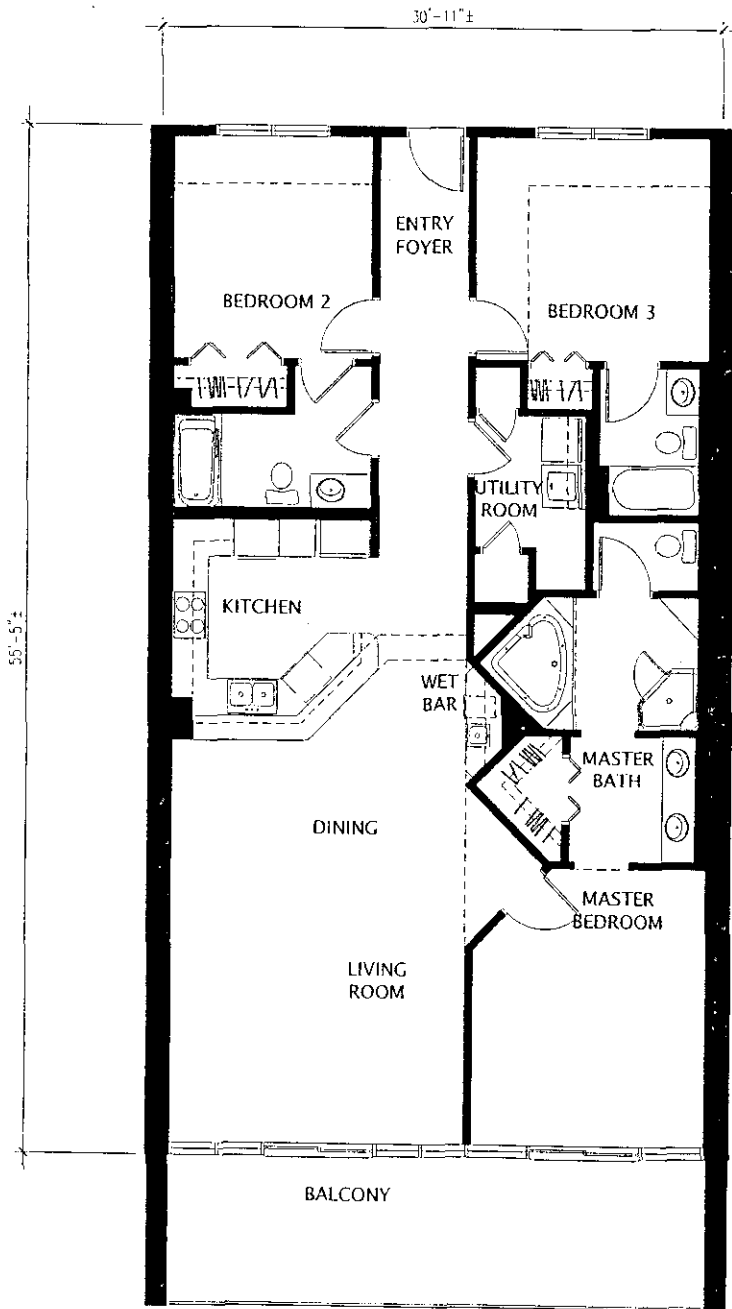 30'-11"±
ENTRY
FOYER
BEDROOM 2
BEDROOM 3
UTILITY
ROOM
KITCHEN
55'-5"±
WET
BAR
MASTER
BATH
DINING
MASTER
BEDROOM
LIVING
ROOM
BALCONY